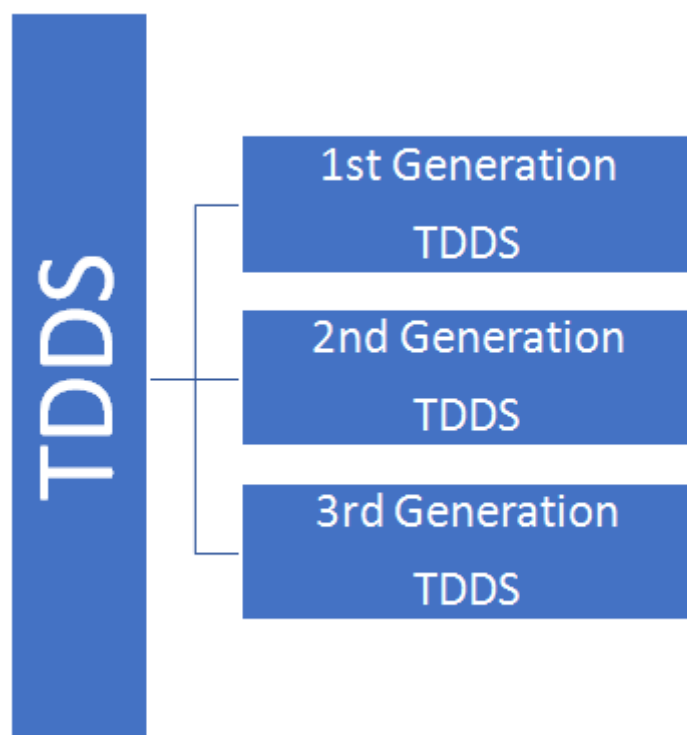 TDDS
1st Generation
TDDS
2nd Generation
TDDS
3rd Generation
TDDS